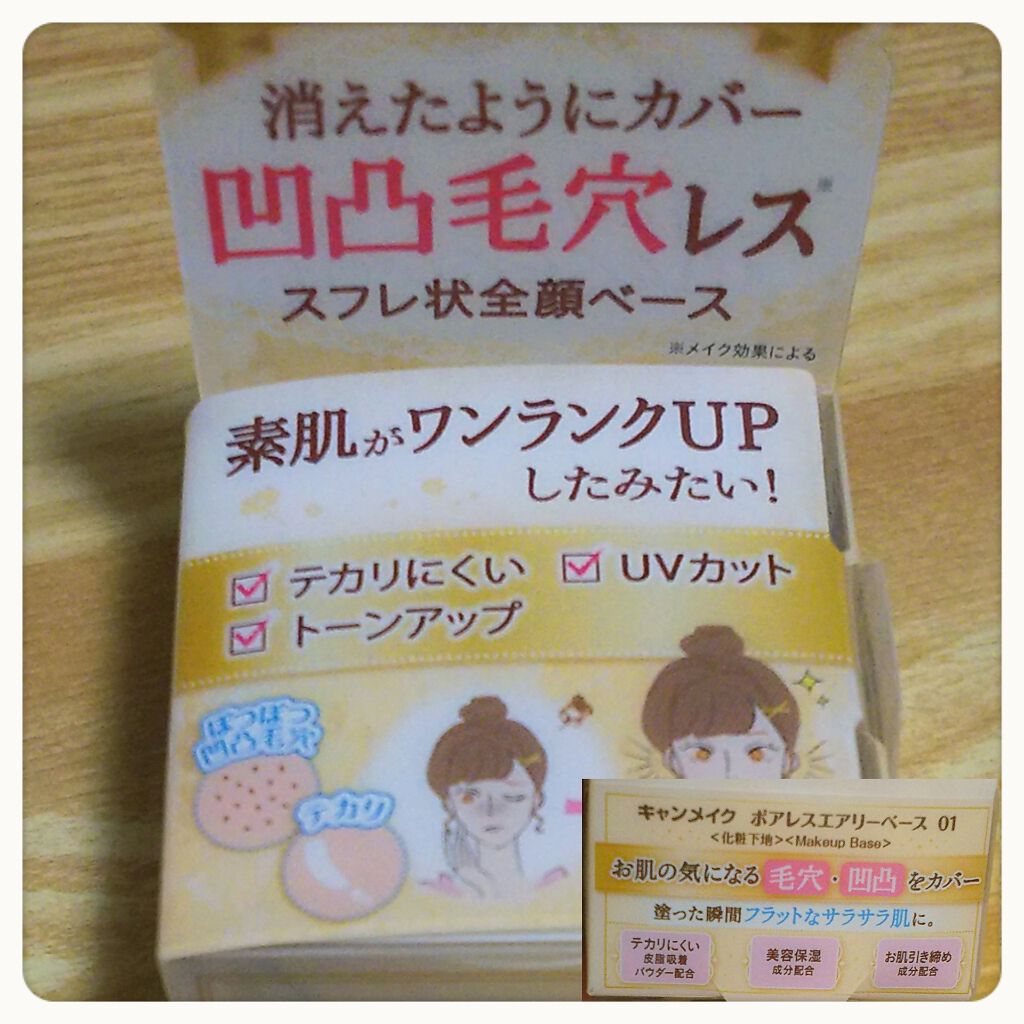 消えたようにカバー
凹凸毛穴レス※
スフレ状全顔ベース
※メイク効果による
素肌がワンランクUP
したみたい!
テカリにくい
UVカット
トーンアップ
ぽつぽつ
凹凸毛穴
テカリ
キャンメイク ポアレスエアリーベース 01
<化粧下地><Makeup Base>
お肌の気になる毛穴・凹凸をカバー
塗った瞬間フラットなサラサラ肌に。
テカリにくい
皮脂吸着
パウダー配合
美容保湿
成分配合
お肌引き締め
成分配合